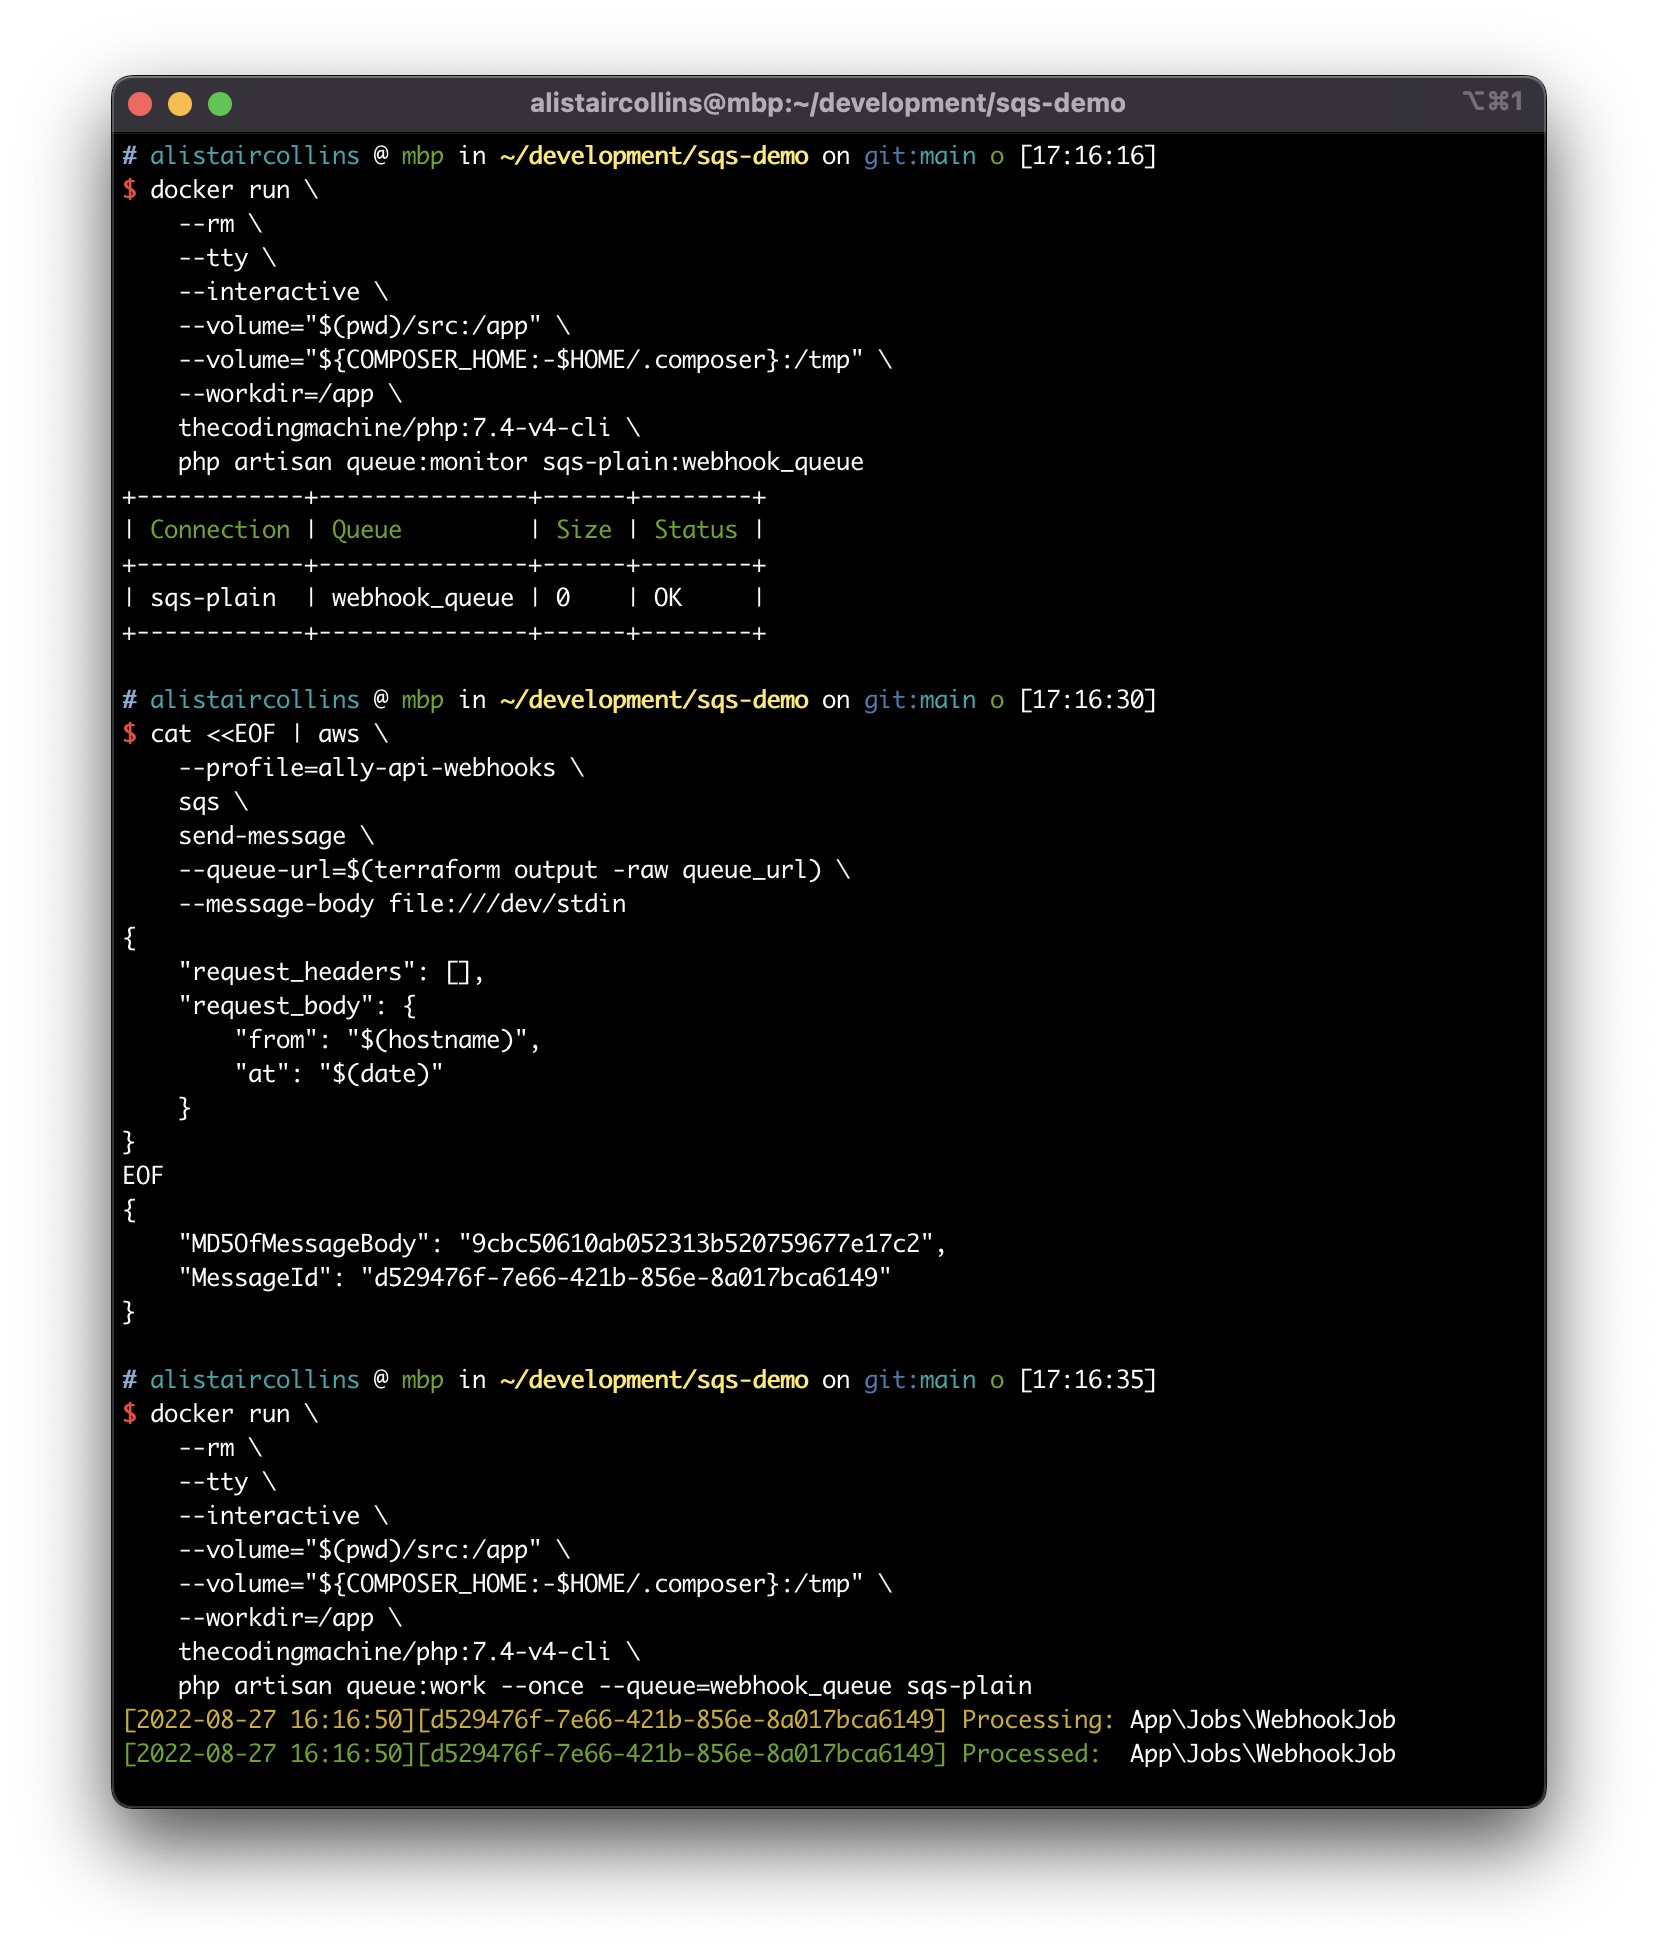 alistaircollins@mbp:~/development/sqs-demo ⌥⌘1
# alistaircollins @ mbp in ~/development/sqs-demo on git:main o [17:16:16]
$ docker run \
    --rm \
    --tty \
    --interactive \
    --volume="$(pwd)/src:/app" \
    --volume="${COMPOSER_HOME:-$HOME/.composer}:/tmp" \
    --workdir=/app \
    thecodingmachine/php:7.4-v4-cli \
    php artisan queue:monitor sqs-plain:webhook_queue
+------------+---------------+------+--------+
| Connection | Queue         | Size | Status |
+------------+---------------+------+--------+
| sqs-plain  | webhook_queue | 0    | OK     |
+------------+---------------+------+--------+

# alistaircollins @ mbp in ~/development/sqs-demo on git:main o [17:16:30]
$ cat <<EOF | aws \
    --profile=ally-api-webhooks \
    sqs \
    send-message \
    --queue-url=$(terraform output -raw queue_url) \
    --message-body file:///dev/stdin
{
    "request_headers": [],
    "request_body": {
        "from": "$(hostname)",
        "at": "$(date)"
    }
}
EOF
{
    "MD5OfMessageBody": "9cbc50610ab052313b520759677e17c2",
    "MessageId": "d529476f-7e66-421b-856e-8a017bca6149"
}

# alistaircollins @ mbp in ~/development/sqs-demo on git:main o [17:16:35]
$ docker run \
    --rm \
    --tty \
    --interactive \
    --volume="$(pwd)/src:/app" \
    --volume="${COMPOSER_HOME:-$HOME/.composer}:/tmp" \
    --workdir=/app \
    thecodingmachine/php:7.4-v4-cli \
    php artisan queue:work --once --queue=webhook_queue sqs-plain
[2022-08-27 16:16:50][d529476f-7e66-421b-856e-8a017bca6149] Processing: App\Jobs\WebhookJob
[2022-08-27 16:16:50][d529476f-7e66-421b-856e-8a017bca6149] Processed:  App\Jobs\WebhookJob